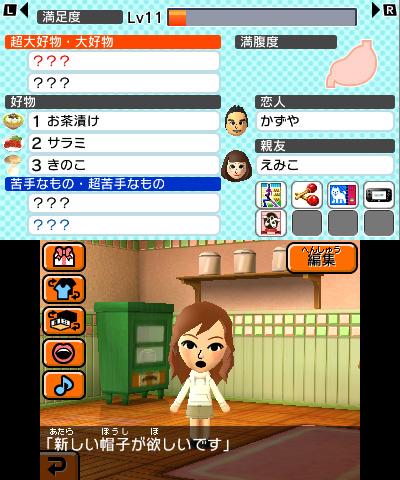 L
満足度 Lv11
R
超大好物・大好物
???
???
満腹度
好物
1 お茶漬け
2 サラミ
3 きのこ
恋人
かずや
親友
えみこ
苦手なもの・超苦手なもの
???
???
へんしゅう
編集
あたら ぼうし ほ
「新しい帽子が欲しいです」